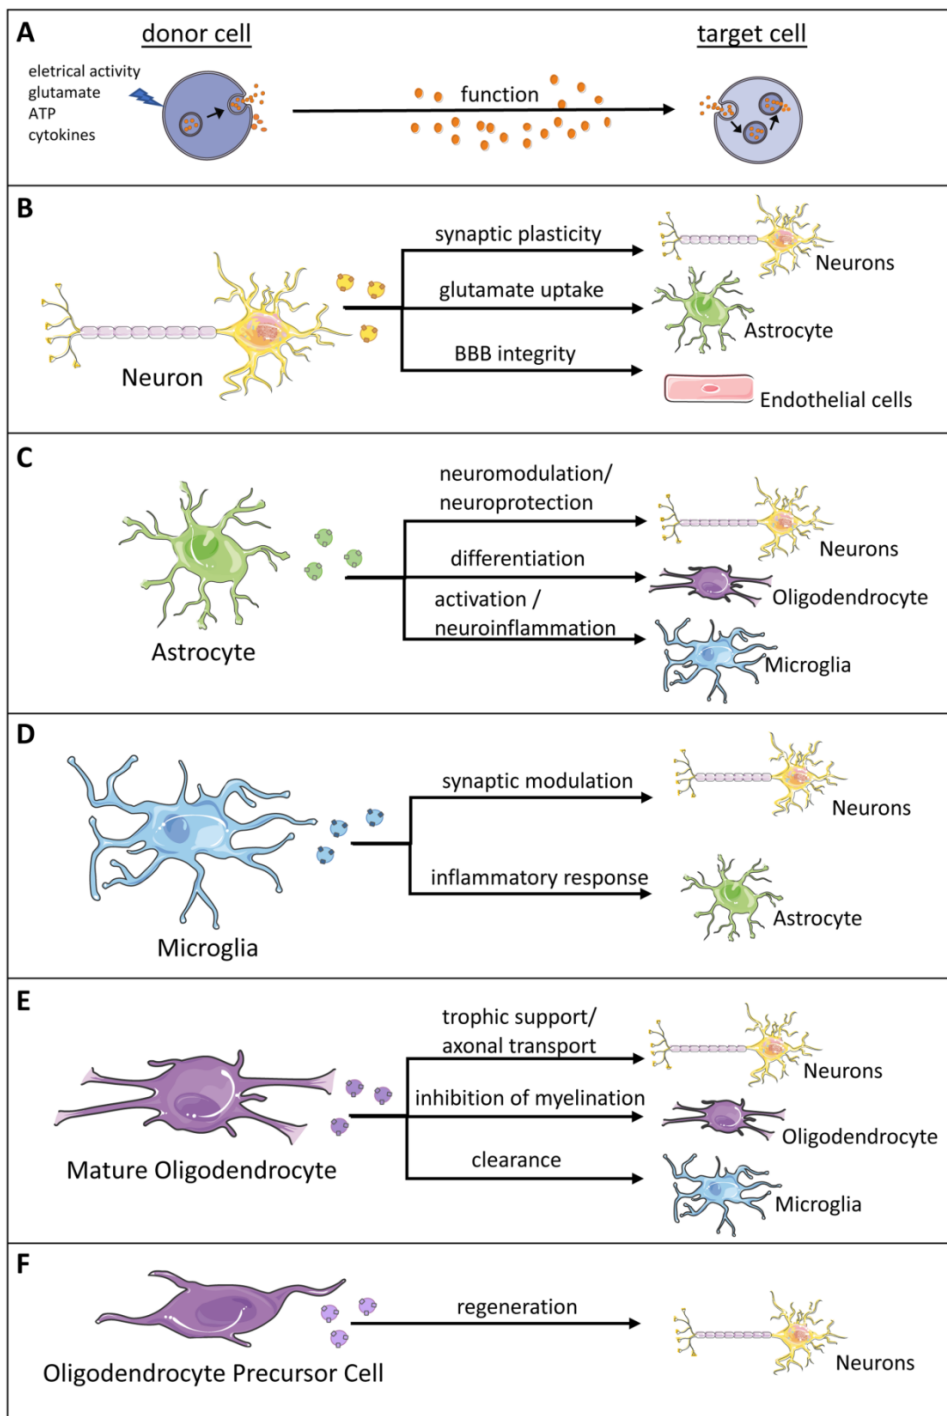 A
donor cell
target cell
eletrical activity
glutamate
ATP
cytokines
function
B
Neuron
synaptic plasticity
Neurons
glutamate uptake
Astrocyte
BBB integrity
Endothelial cells
C
Astrocyte
neuromodulation/
neuroprotection
Neurons
differentiation
Oligodendrocyte
activation /
neuroinflammation
Microglia
D
Microglia
synaptic modulation
Neurons
inflammatory response
Astrocyte
E
Mature Oligodendrocyte
trophic support/
axonal transport
Neurons
inhibition of myelination
Oligodendrocyte
clearance
Microglia
F
Oligodendrocyte Precursor Cell
regeneration
Neurons